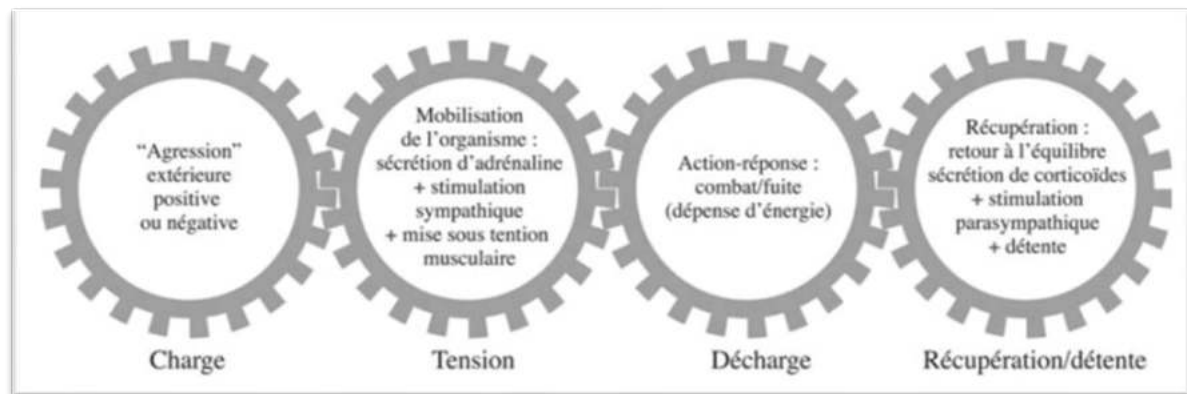 “Agression”
extérieure
positive
ou négative
Mobilisation
de l’organisme :
sécrétion d’adrénaline
+ stimulation
sympathique
+ mise sous tention
musculaire
Action-réponse :
combat/fuite
(dépense d’énergie)
Récupération :
retour à l’équilibre
sécrétion de corticoïdes
+ stimulation
parasympathique
+ détente
Charge
Tension
Décharge
Récupération/détente